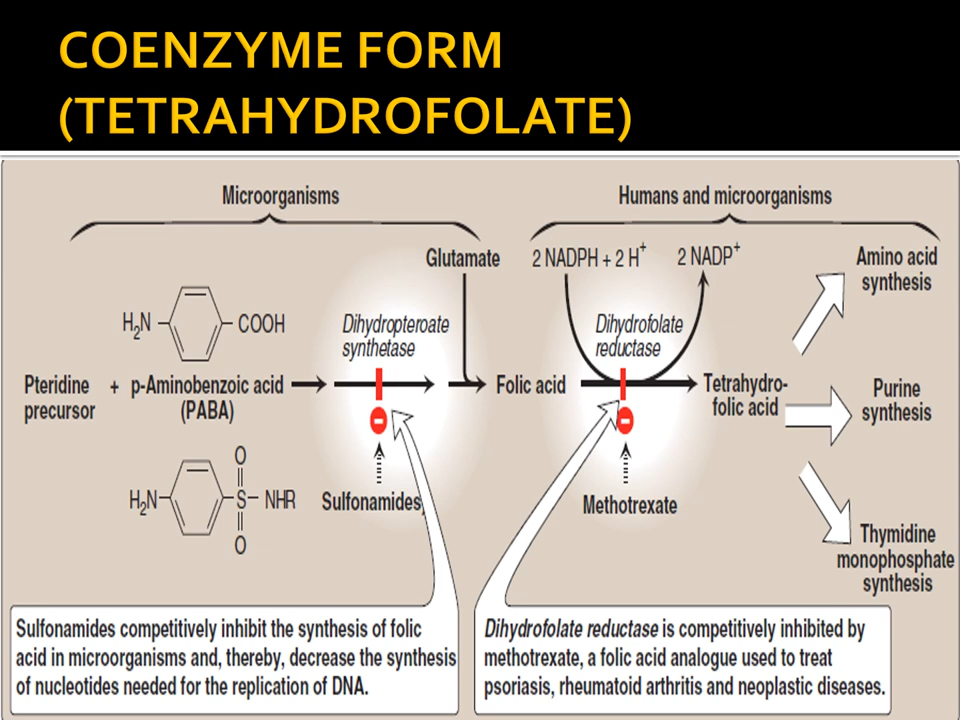 COENZYME FORM
(TETRAHYDROFOLATE)
Microorganisms
Humans and microorganisms
Glutamate
2 NADPH + 2 H+
2 NADP+
Amino acid
synthesis
H2N
COOH
Dihydropteroate
synthetase
Dihydrofolate
reductase
Pteridine
precursor
+
p-Aminobenzoic acid
(PABA)
Folic acid
Tetrahydro-
folic acid
Purine
synthesis
O
H2N
S
NHR
O
Sulfonamides,
Methotrexate
Thymidine
monophosphate
synthesis
Sulfonamides competitively inhibit the synthesis of folic
acid in microorganisms and, thereby, decrease the synthesis
of nucleotides needed for the replication of DNA.
Dihydrofolate reductase is competitively inhibited by
methotrexate, a folic acid analogue used to treat
psoriasis, rheumatoid arthritis and neoplastic diseases.